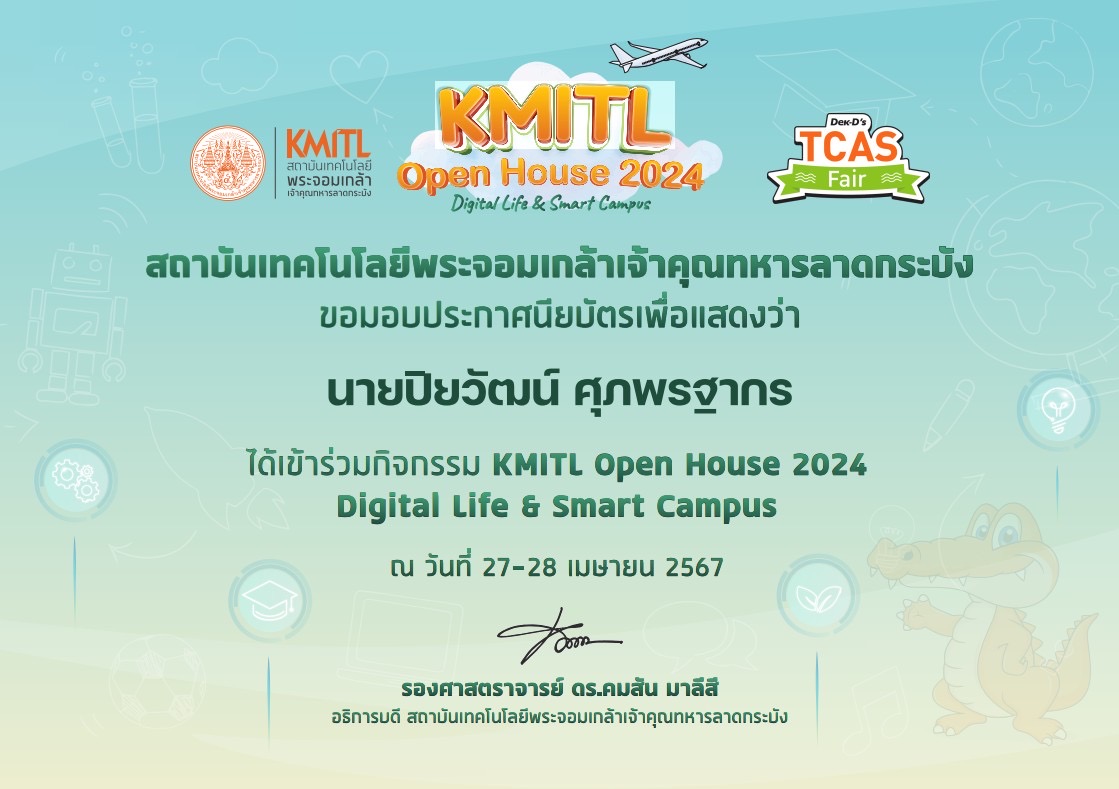 KMITL
สถาบันเทคโนโลยี
พระจอมเกล้า
เจ้าคุณทหารลาดกระบัง
KMITL
Open House 2024
Digital Life & Smart Campus
DEK-D's
TCAS
Fair
สถาบันเทคโนโลยีพระจอมเกล้าเจ้าคุณทหารลาดกระบัง
ขอมอบประกาศนียบัตรเพื่อแสดงว่า
นายปิยวัฒน์ ศุภพรฐากร
ได้เข้าร่วมกิจกรรม KMITL Open House 2024
Digital Life & Smart Campus
ณ วันที่ 27-28 เมษายน 2567
รองศาสตราจารย์ ดร.คมสัน มาลีสี
อธิการบดี สถาบันเทคโนโลยีพระจอมเกล้าเจ้าคุณทหารลาดกระบัง